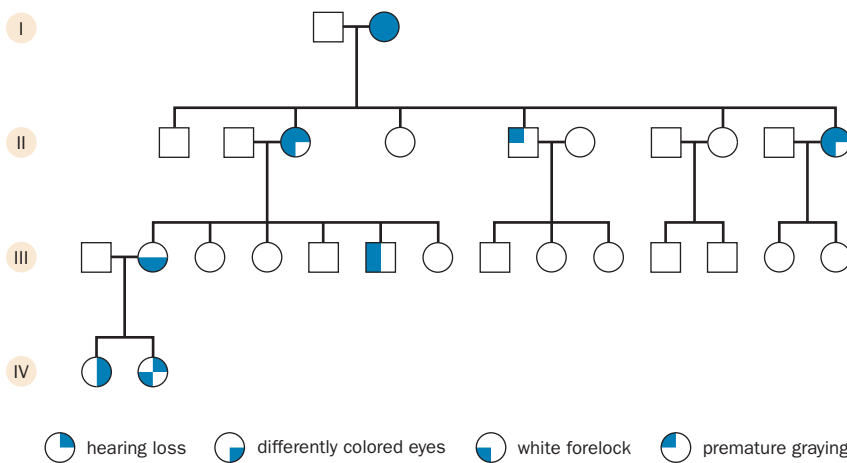 I
II
III
IV
hearing loss differently colored eyes white forelock premature graying